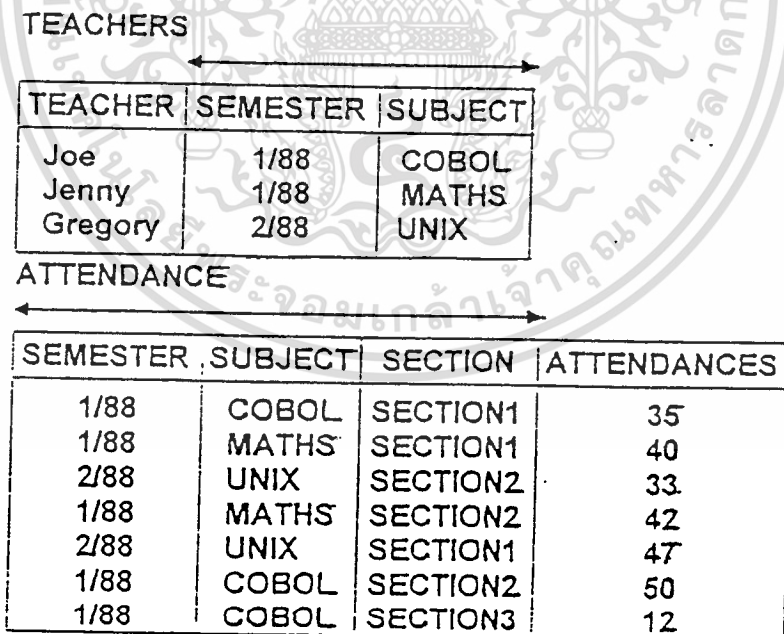 TEACHERS
TEACHER SEMESTER SUBJECT
Joe 1/88 COBOL
Jenny 1/88 MATHS
Gregory 2/88 UNIX
ATTENDANCE
SEMESTER SUBJECT SECTION ATTENDANCES
1/88 COBOL SECTION1 35
1/88 MATHS SECTION1 40
2/88 UNIX SECTION2 33
1/88 MATHS SECTION2 42
2/88 UNIX SECTION1 47
1/88 COBOL SECTION2 50
1/88 COBOL SECTION3 12